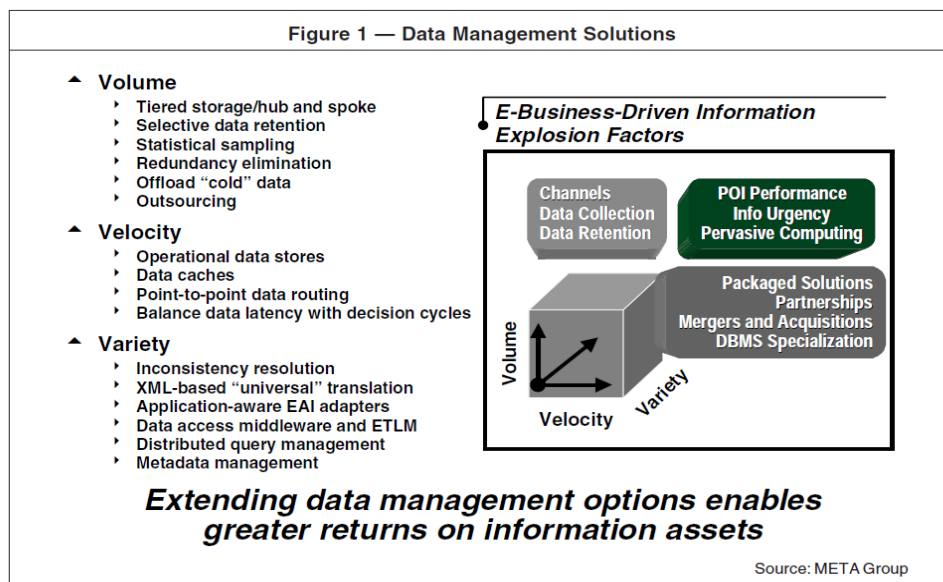 Figure 1 — Data Management Solutions
Volume
Tiered storage/hub and spoke
Selective data retention
Statistical sampling
Redundancy elimination
Offload “cold” data
Outsourcing
Velocity
Operational data stores
Data caches
Point-to-point data routing
Balance data latency with decision cycles
Variety
Inconsistency resolution
XML-based “universal” translation
Application-aware EAI adapters
Data access middleware and ETLM
Distributed query management
Metadata management
E-Business-Driven Information
Explosion Factors
Channels
Data Collection
Data Retention
POI Performance
Info Urgency
Pervasive Computing
Packaged Solutions
Partnerships
Mergers and Acquisitions
DBMS Specialization
Volume
Velocity
Variety
Extending data management options enables
greater returns on information assets
Source: META Group